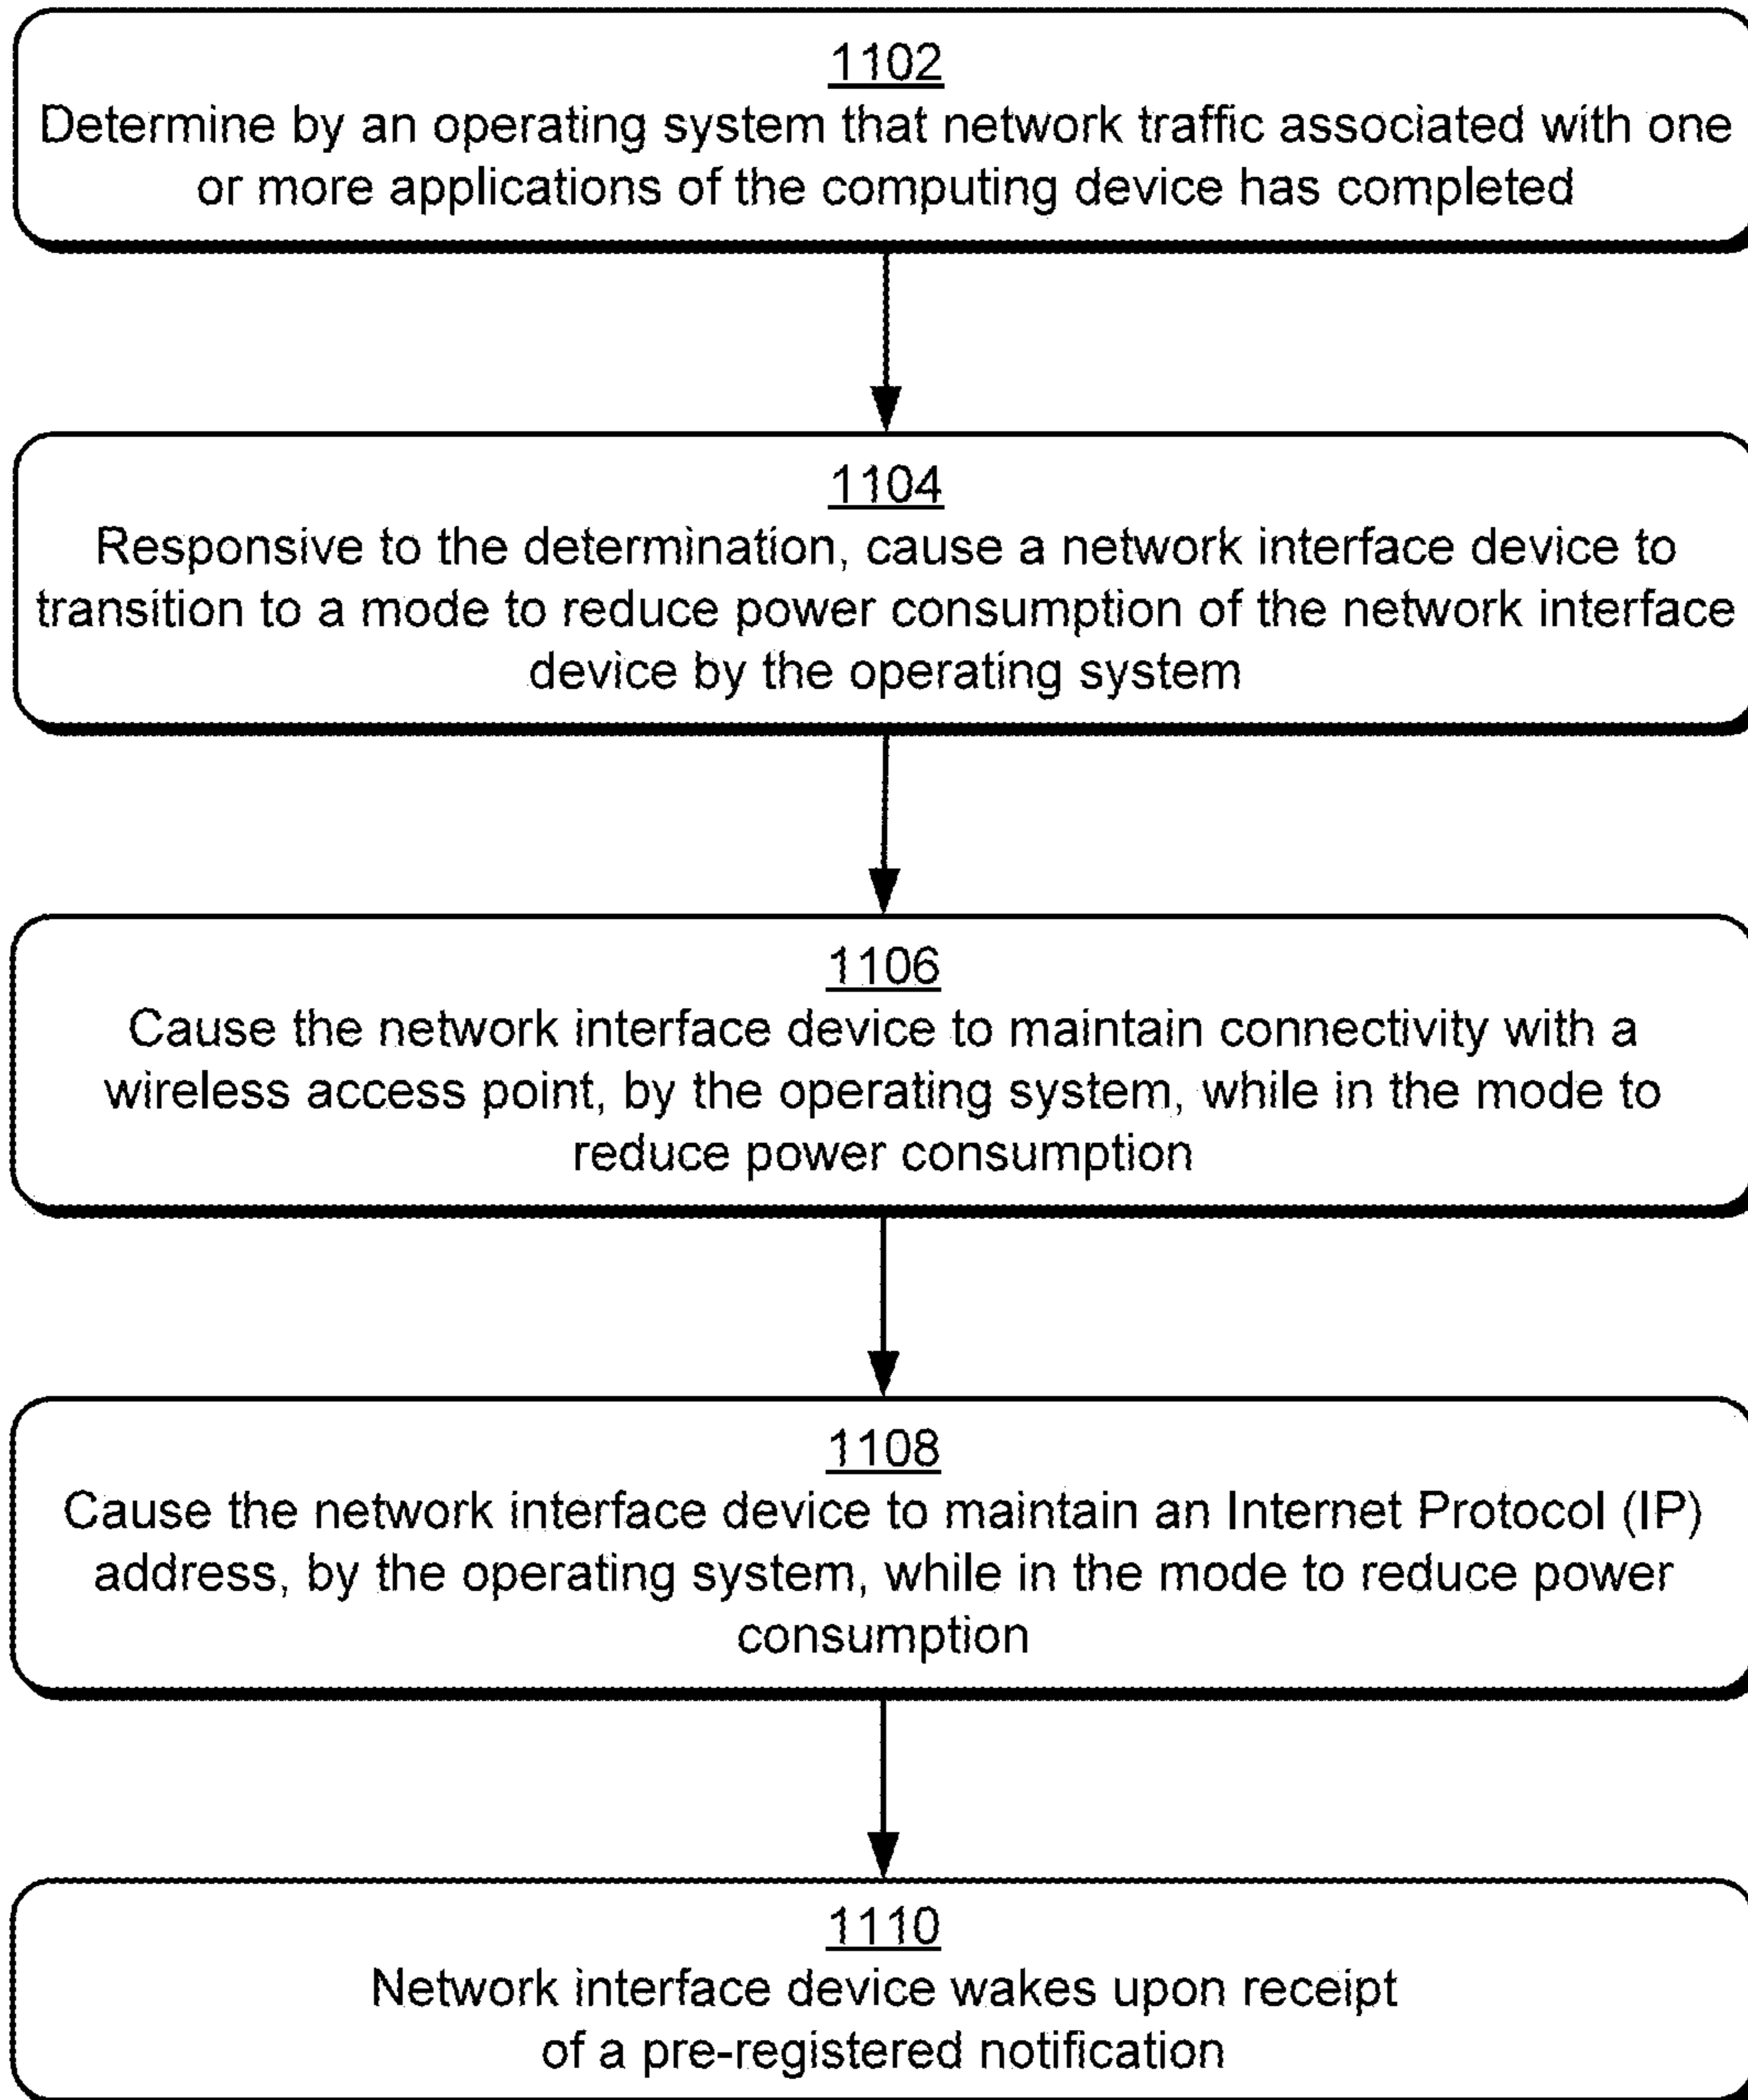 1102
Determine by an operating system that network traffic associated with one
or more applications of the computing device has completed
1104
Responsive to the determination, cause a network interface device to
transition to a mode to reduce power consumption of the network interface
device by the operating system
1106
Cause the network interface device to maintain connectivity with a
wireless access point, by the operating system, while in the mode to
reduce power consumption
1108
Cause the network interface device to maintain an Internet Protocol (IP)
address, by the operating system, while in the mode to reduce power
consumption
1110
Network interface device wakes upon receipt
of a pre-registered notification